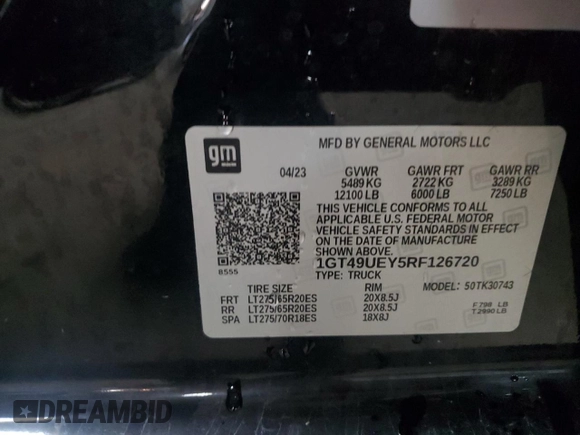 gm
MFD BY GENERAL MOTORS LLC
04/23 GVWR GAWR FRT GAWR RR
5489 KG 2722 KG 3289 KG
12100 LB 6000 LB 7250 LB
THIS VEHICLE CONFORMS TO ALL
APPLICABLE U.S. FEDERAL MOTOR
VEHICLE SAFETY STANDARDS IN EFFECT
ON THE DATE OF MANUFACTURE
SHOWN ABOVE.
8555
1GT49UEY5RF126720
TYPE: TRUCK MODEL: 50TK30743
TIRE SIZE RIM
FRT LT275/65R20ES 20X8.5J
RR LT275/65R20ES 20X8.5J
SPA LT275/70R18ES 18X8J
F798 LB
T2990LB
DREAMBID